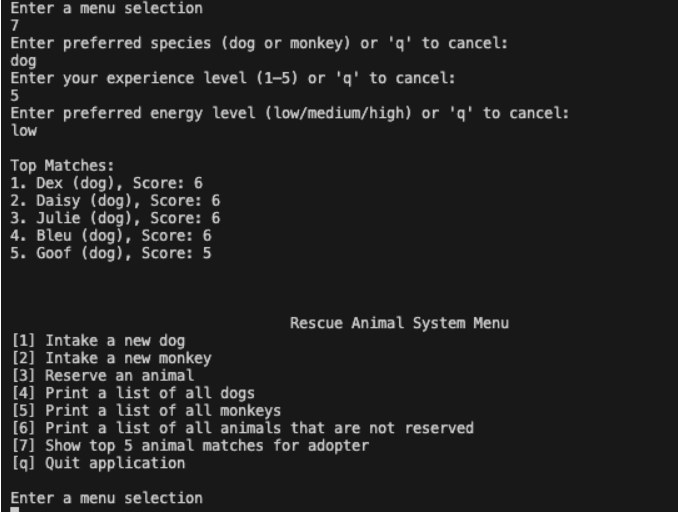 Enter a menu selection
7
Enter preferred species (dog or monkey) or 'q' to cancel:
dog
Enter your experience level (1–5) or 'q' to cancel:
5
Enter preferred energy level (low/medium/high) or 'q' to cancel:
low
Top Matches:
1. Dex (dog), Score: 6
2. Daisy (dog), Score: 6
3. Julie (dog), Score: 6
4. Bleu (dog), Score: 6
5. Goof (dog), Score: 5
Rescue Animal System Menu
[1] Intake a new dog
[2] Intake a new monkey
[3] Reserve an animal
[4] Print a list of all dogs
[5] Print a list of all monkeys
[6] Print a list of all animals that are not reserved
[7] Show top 5 animal matches for adopter
[q] Quit application
Enter a menu selection